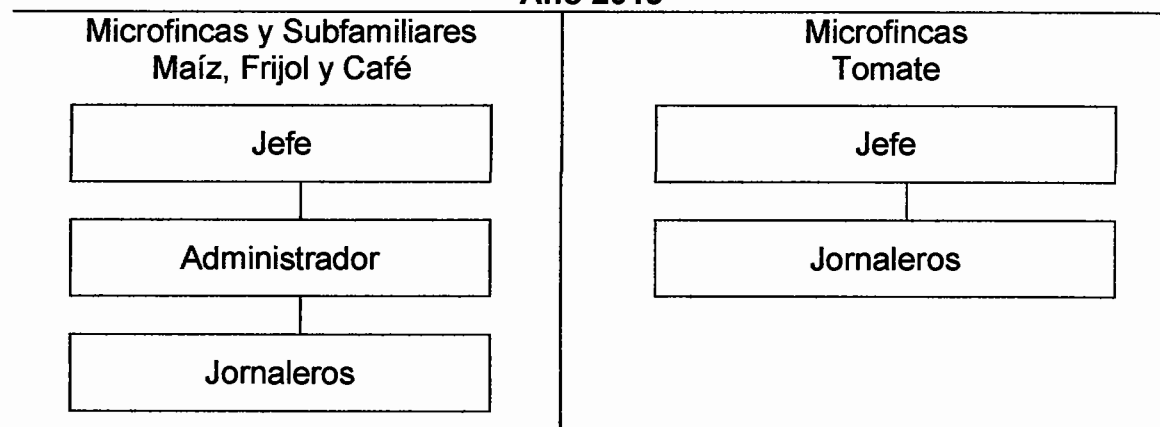 Microfincas y Subfamiliares
Maíz, Frijol y Café
Jefe
Administrador
Jornaleros
Microfincas
Tomate
Jefe
Jornaleros